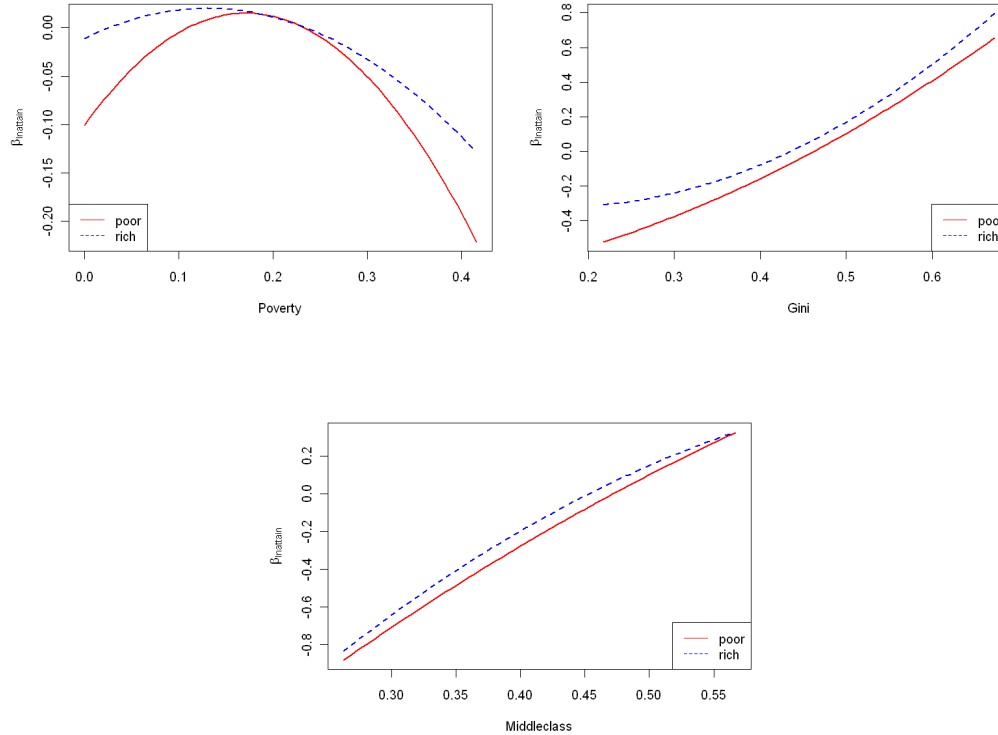 0.00
-0.05
-0.10
-0.15
-0.20
βlnattain
poor
rich
0.0 0.1 0.2 0.3 0.4
Poverty
0.8
0.6
0.4
0.2
0.0
-0.2
-0.4
βlnattain
poor
rich
0.2 0.3 0.4 0.5 0.6
Gini
0.2
0.0
-0.2
-0.4
-0.6
-0.8
βlnattain
poor
rich
0.30 0.35 0.40 0.45 0.50 0.55
Middleclass